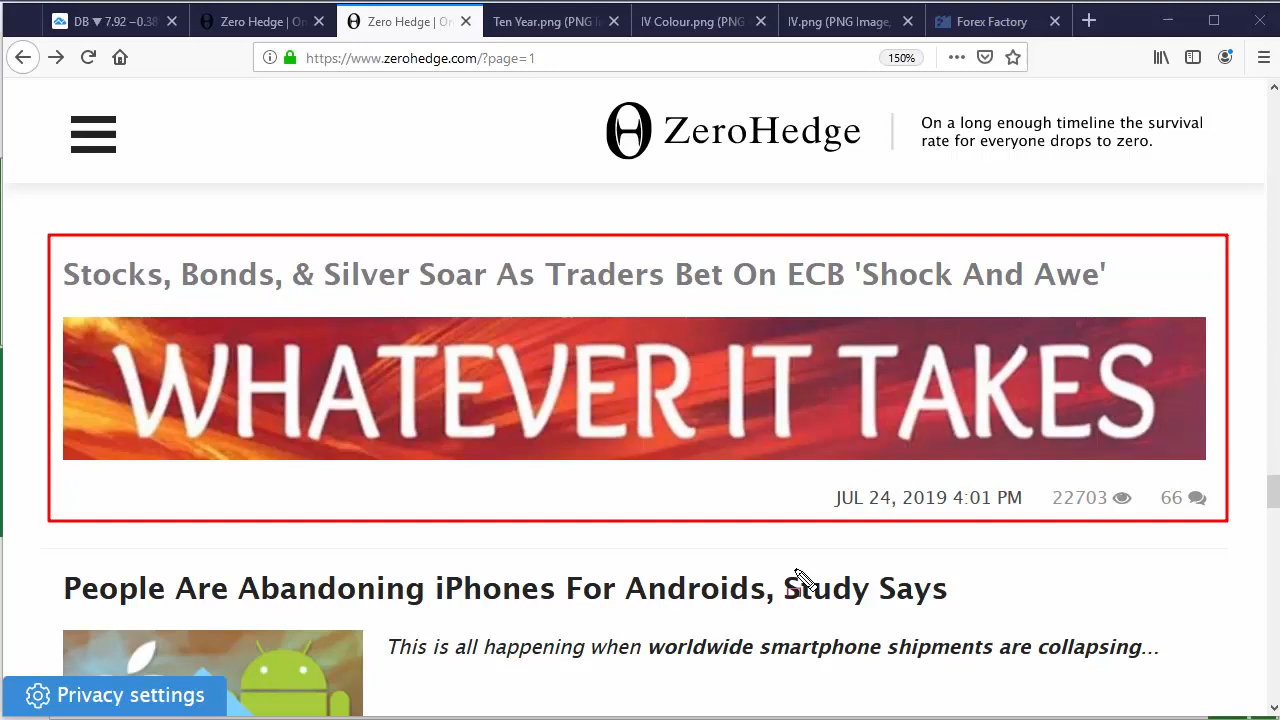 DB ▼ 7.92 −0.38
Zero Hedge | On
Zero Hedge | On
Ten Year.png (PNG I
IV Colour.png (PNG
IV.png (PNG Image,
Forex Factory
https://www.zerohedge.com/?page=1
150%
ZeroHedge
On a long enough timeline the survival
rate for everyone drops to zero.
Stocks, Bonds, & Silver Soar As Traders Bet On ECB 'Shock And Awe'
WHATEVER IT TAKES
JUL 24, 2019 4:01 PM 22703 66
People Are Abandoning iPhones For Androids, Study Says
This is all happening when worldwide smartphone shipments are collapsing...
Privacy settings